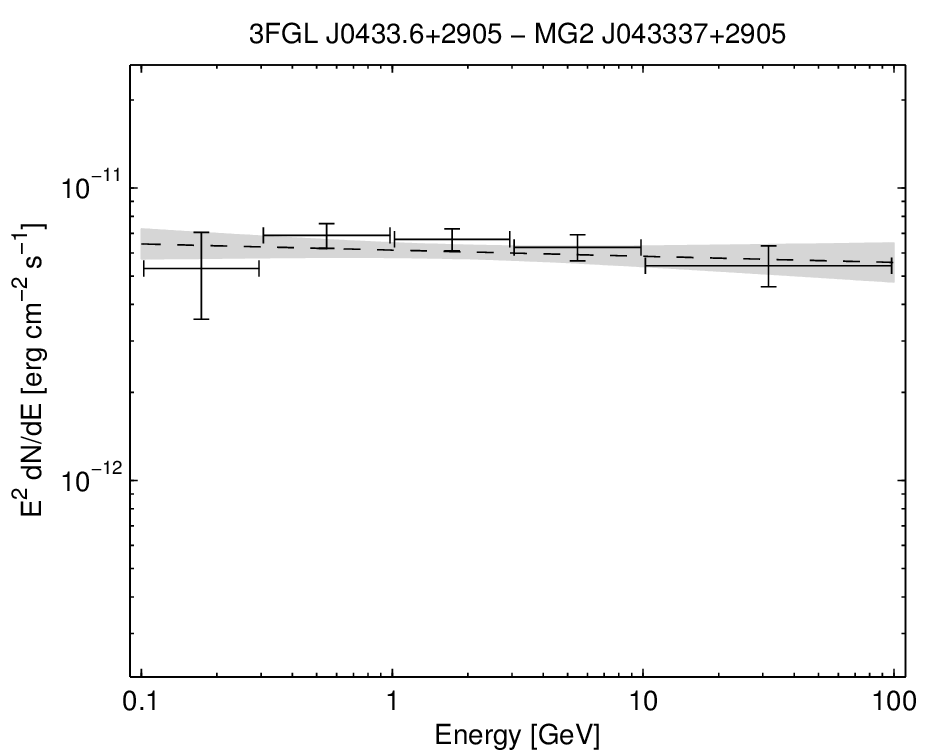 3FGL J0433.6+2905 − MG2 J043337+2905
E² dN/dE [erg cm⁻² s⁻¹]
10⁻¹¹
10⁻¹²
0.1 1 10 100
Energy [GeV]